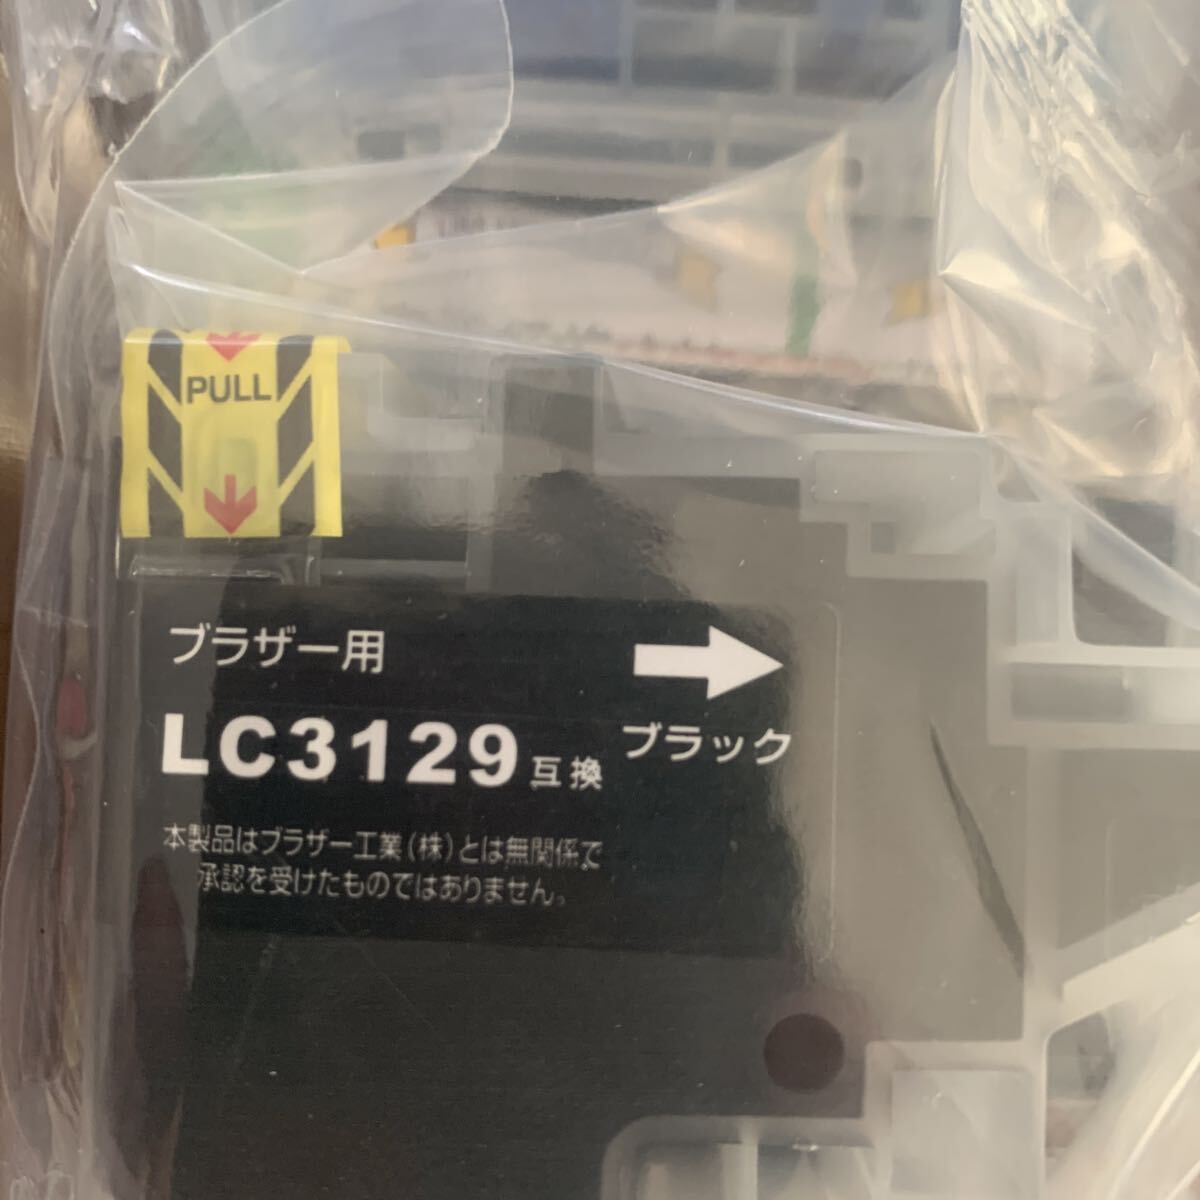 PULL
ブラザー用
LC3129互換
ブラック
本製品はブラザー工業(株)とは無関係で
承認を受けたものではありません。